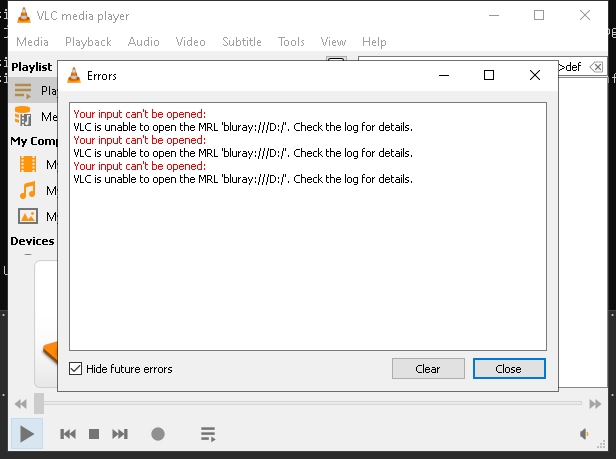 VLC media player
Media Playback Audio Video Subtitle Tools View Help
Playlist
>def
Errors
Your input can't be opened:
VLC is unable to open the MRL 'bluray:///D:/'. Check the log for details.
Your input can't be opened:
VLC is unable to open the MRL 'bluray:///D:/'. Check the log for details.
Your input can't be opened:
VLC is unable to open the MRL 'bluray:///D:/'. Check the log for details.
Pla
Me
My Comp
My
My
My
Devices
Hide future errors
Clear
Close